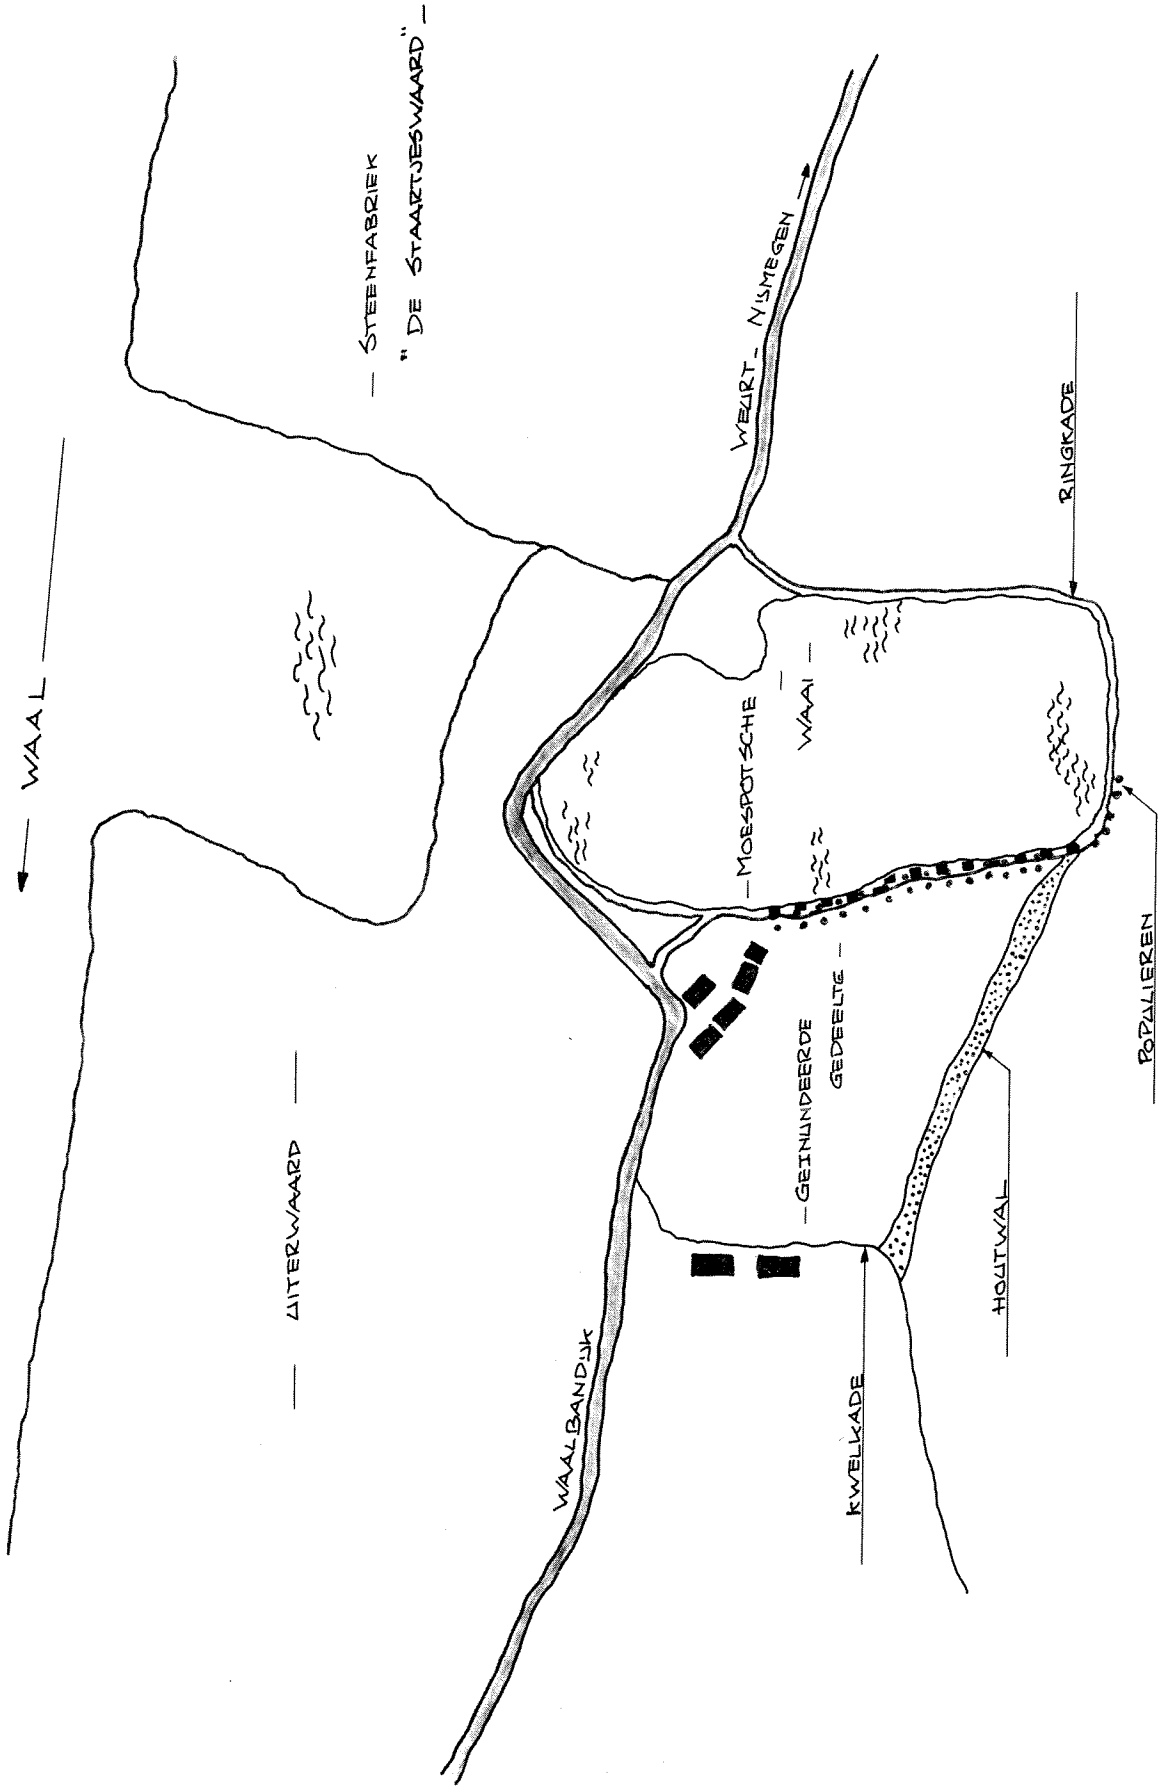 WAAL
— STEENFABRIEK
"DE STAARTJESWAARD" —
— UITERWAARD —
WEURT - NIJMEGEN
WAALBANDIJK
— MOESPOTSCHE —
WAAI —
— GEINUNDEERDE
GEDEELTE —
RINGKADE
KWELKADE
HOUTWAL
POPULIEREN